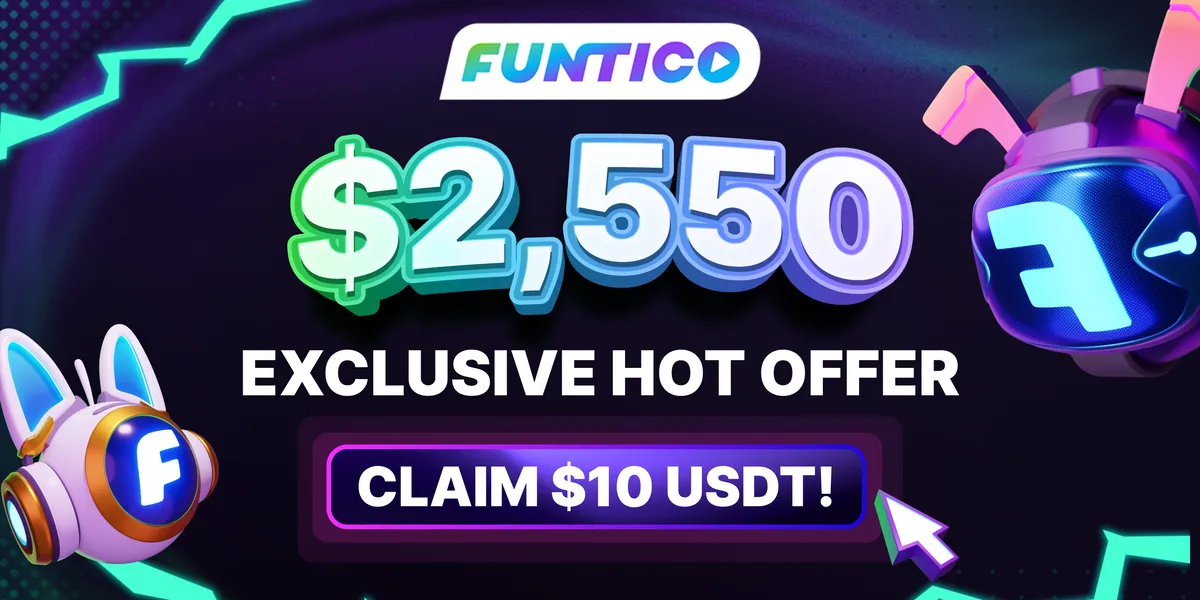 FUNTICO
$2,550
EXCLUSIVE HOT OFFER
CLAIM $10 USDT!
F
F